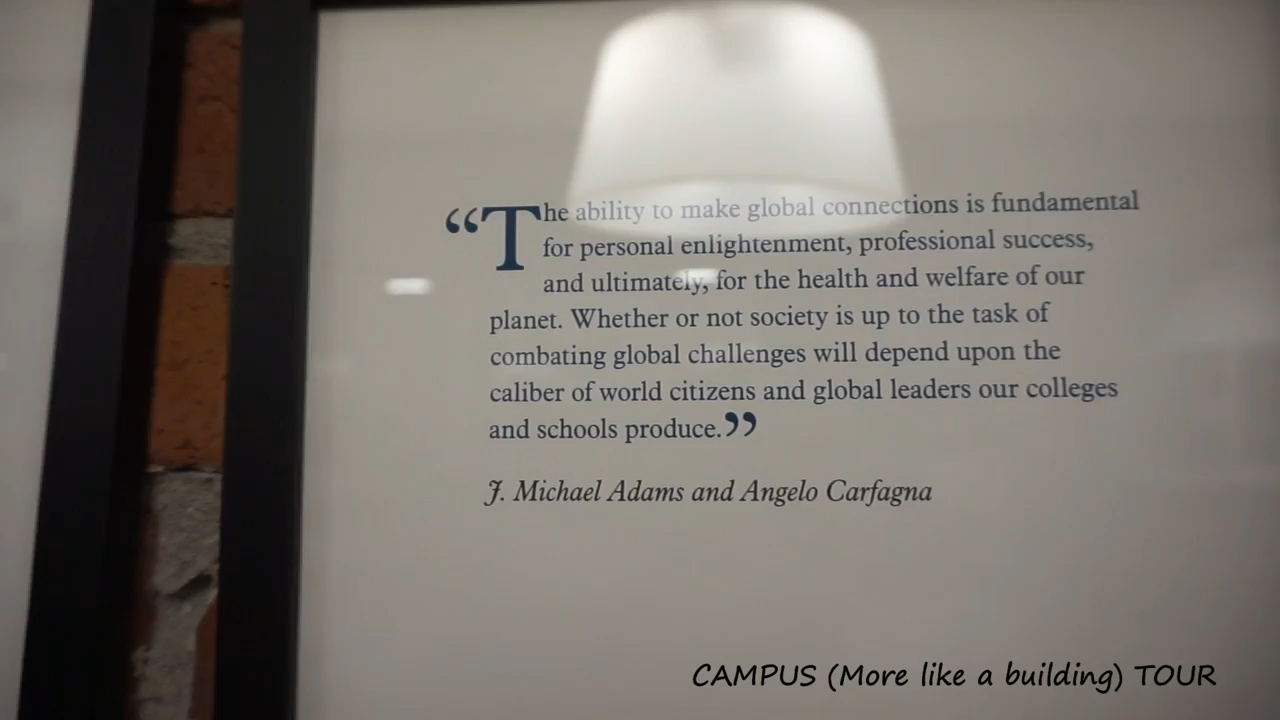 “The ability to make global connections is fundamental
for personal enlightenment, professional success,
and ultimately, for the health and welfare of our
planet. Whether or not society is up to the task of
combating global challenges will depend upon the
caliber of world citizens and global leaders our colleges
and schools produce.”
J. Michael Adams and Angelo Carfagna
CAMPUS (More like a building) TOUR